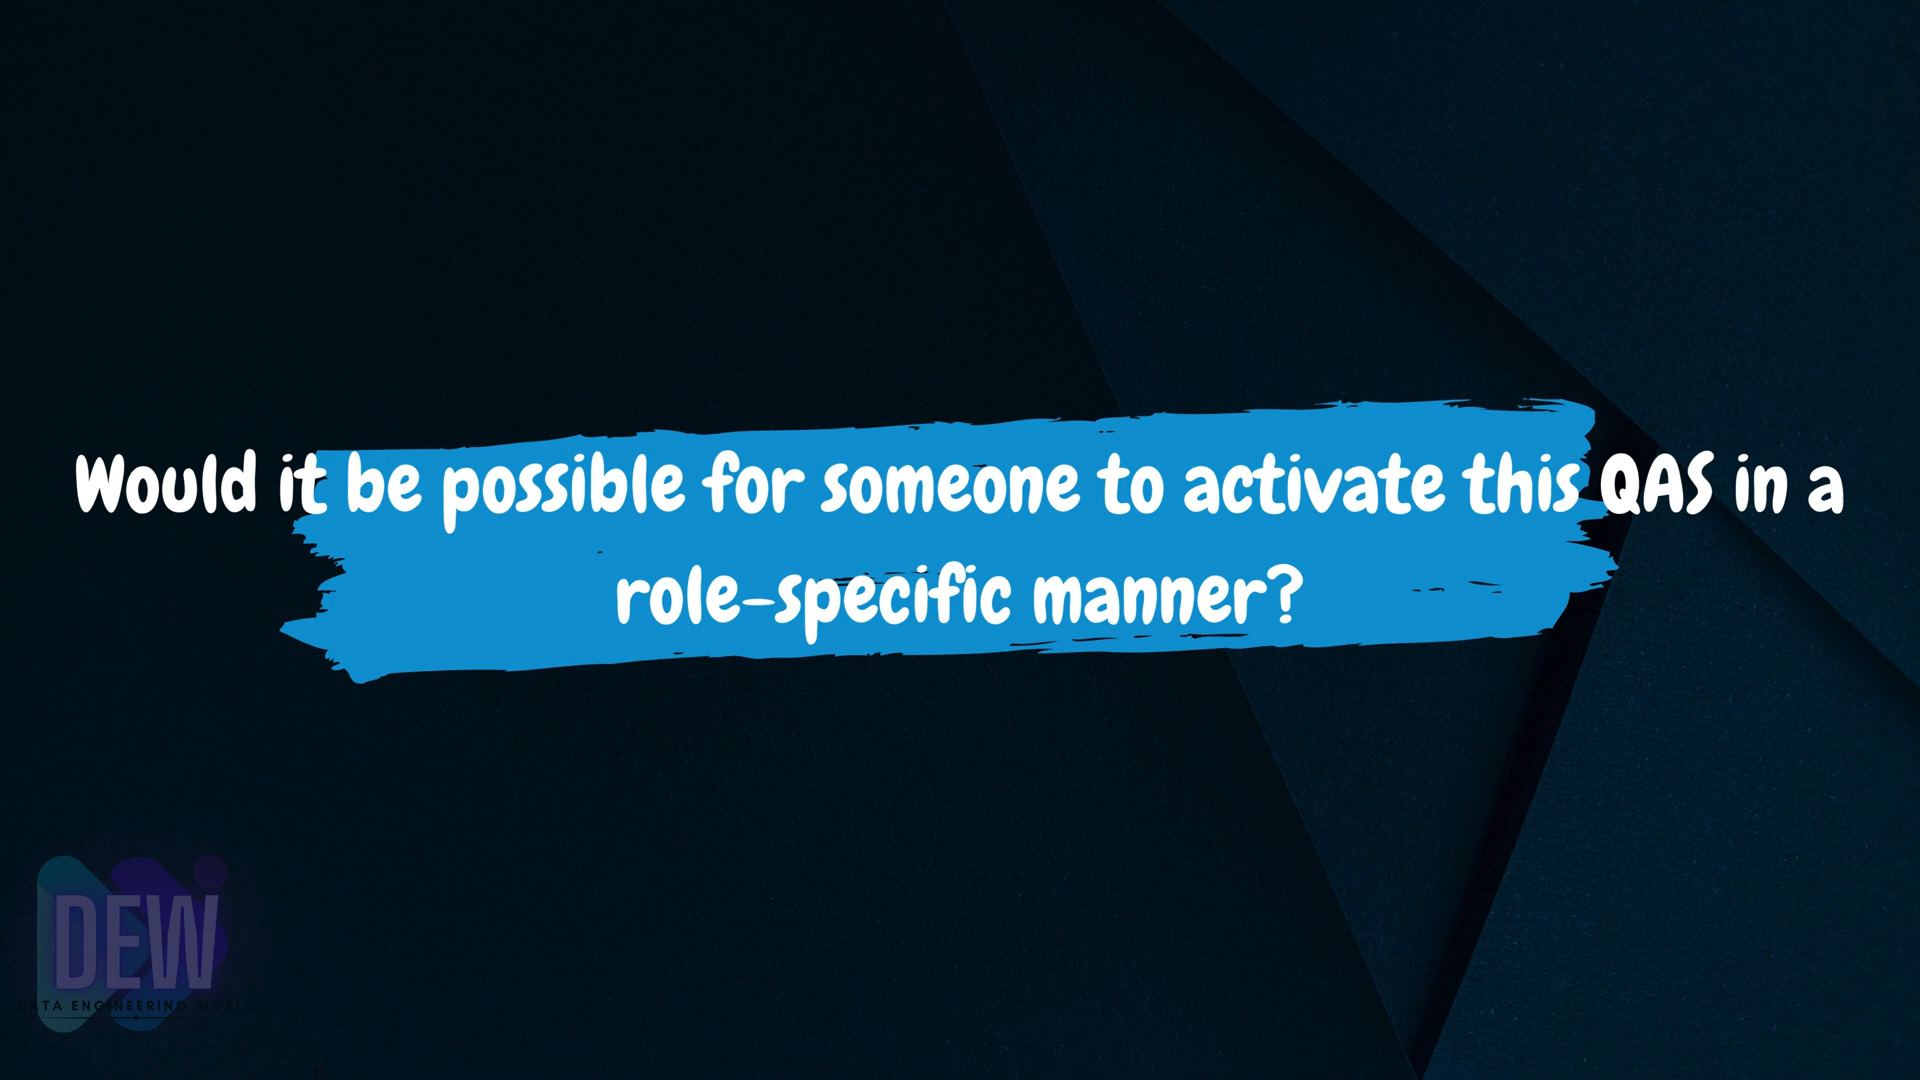 Would it be possible for someone to activate this QAS in a
role-specific manner?
DEW
DATA ENGINEERING WORLD